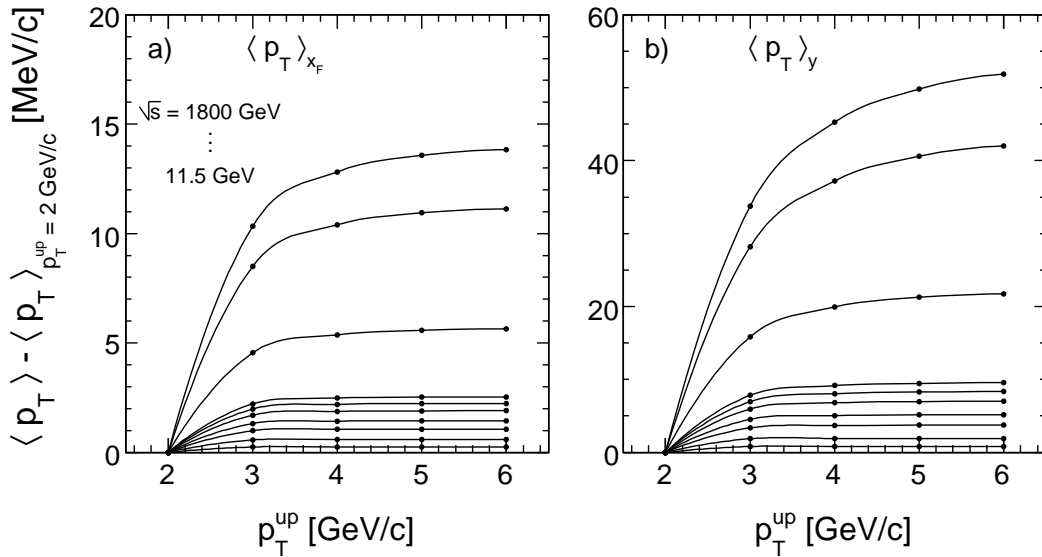 ⟨ p_T ⟩ - ⟨ p_T ⟩_{p_T^{up} = 2 GeV/c} [MeV/c]
a) ⟨ p_T ⟩_{x_F}
√s = 1800 GeV
⋮
11.5 GeV
20
15
10
5
0
2 3 4 5 6
p_T^{up} [GeV/c]
b) ⟨ p_T ⟩_y
60
40
20
0
2 3 4 5 6
p_T^{up} [GeV/c]